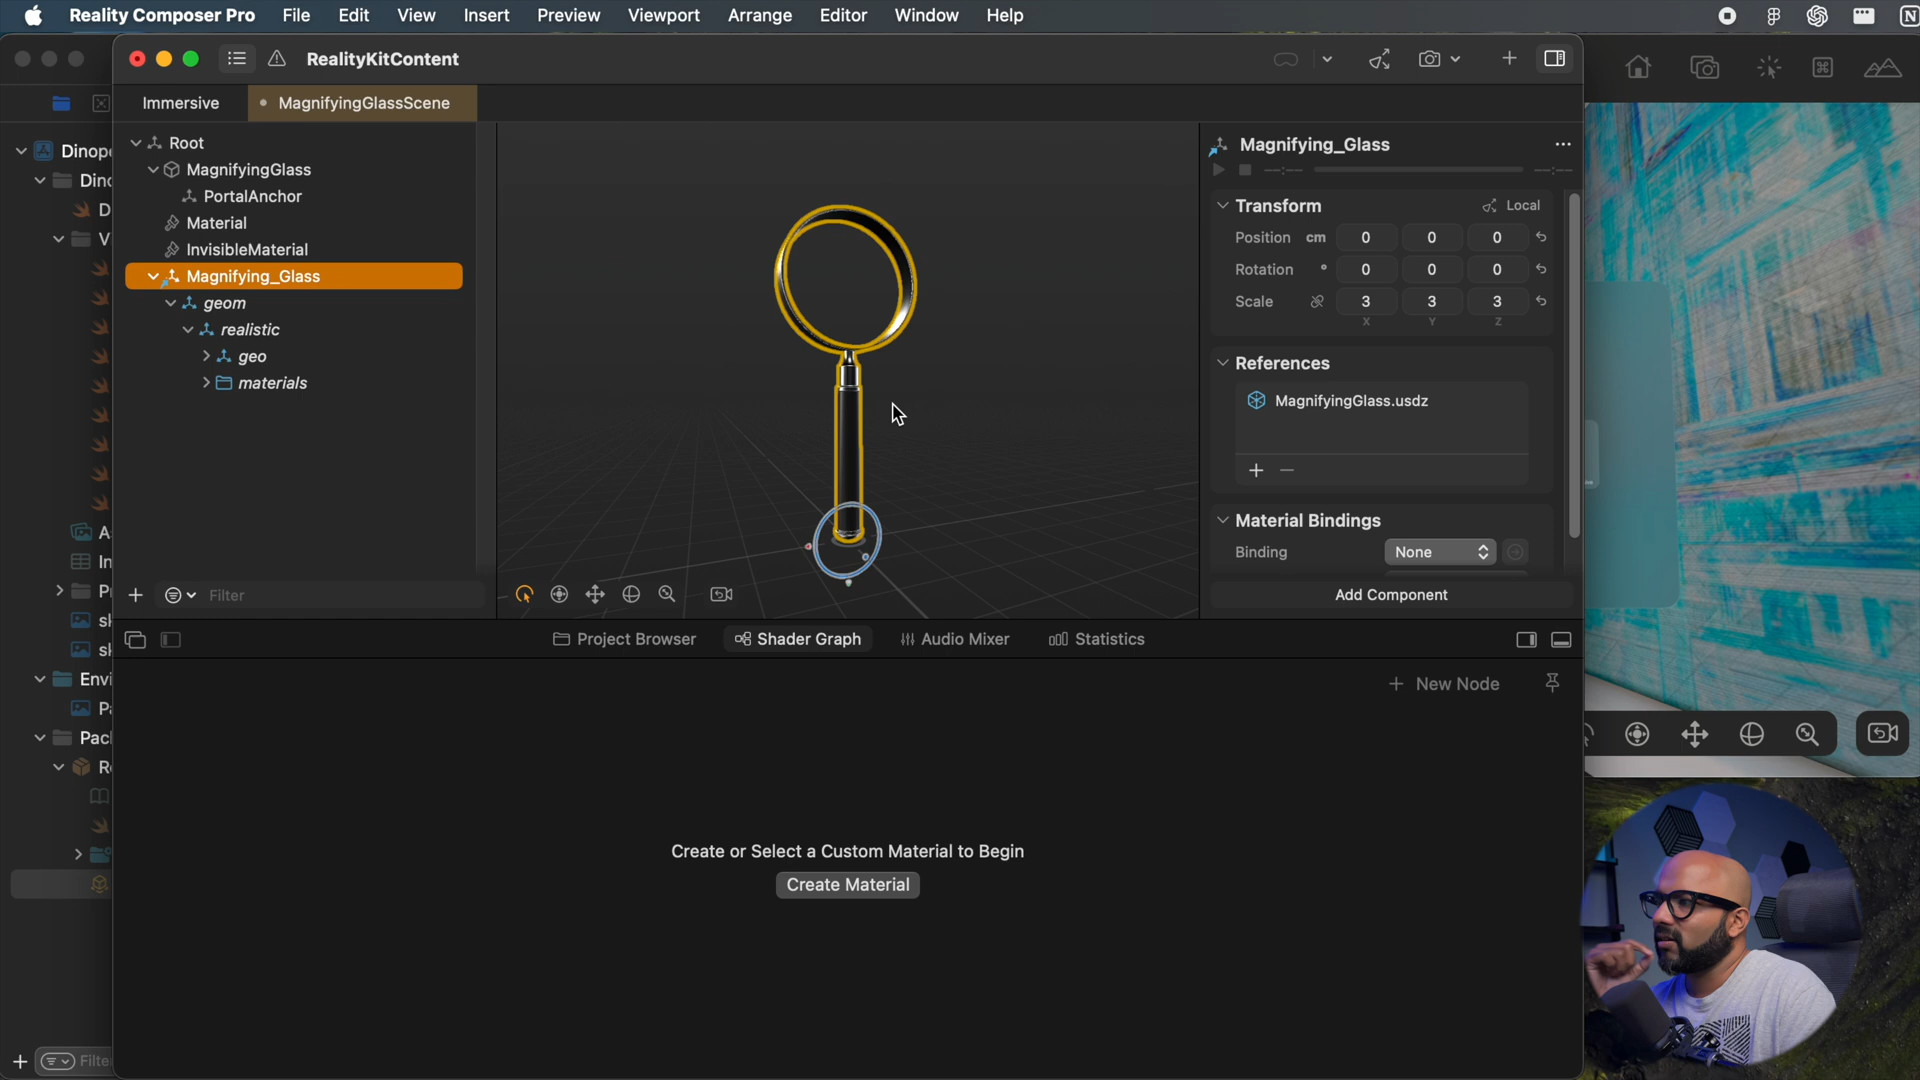 Reality Composer Pro File Edit View Insert Preview Viewport Arrange Editor Window Help
RealityKitContent
Immersive MagnifyingGlassScene
Root
MagnifyingGlass
PortalAnchor
Material
InvisibleMaterial
Magnifying_Glass
geom
realistic
geo
materials
Filter
Magnifying_Glass
Transform Local
Position cm 0 0 0
Rotation ° 0 0 0
Scale 3 3 3
X Y Z
References
MagnifyingGlass.usdz
Material Bindings
Binding None
Add Component
Project Browser Shader Graph Audio Mixer Statistics
New Node
Create or Select a Custom Material to Begin
Create Material